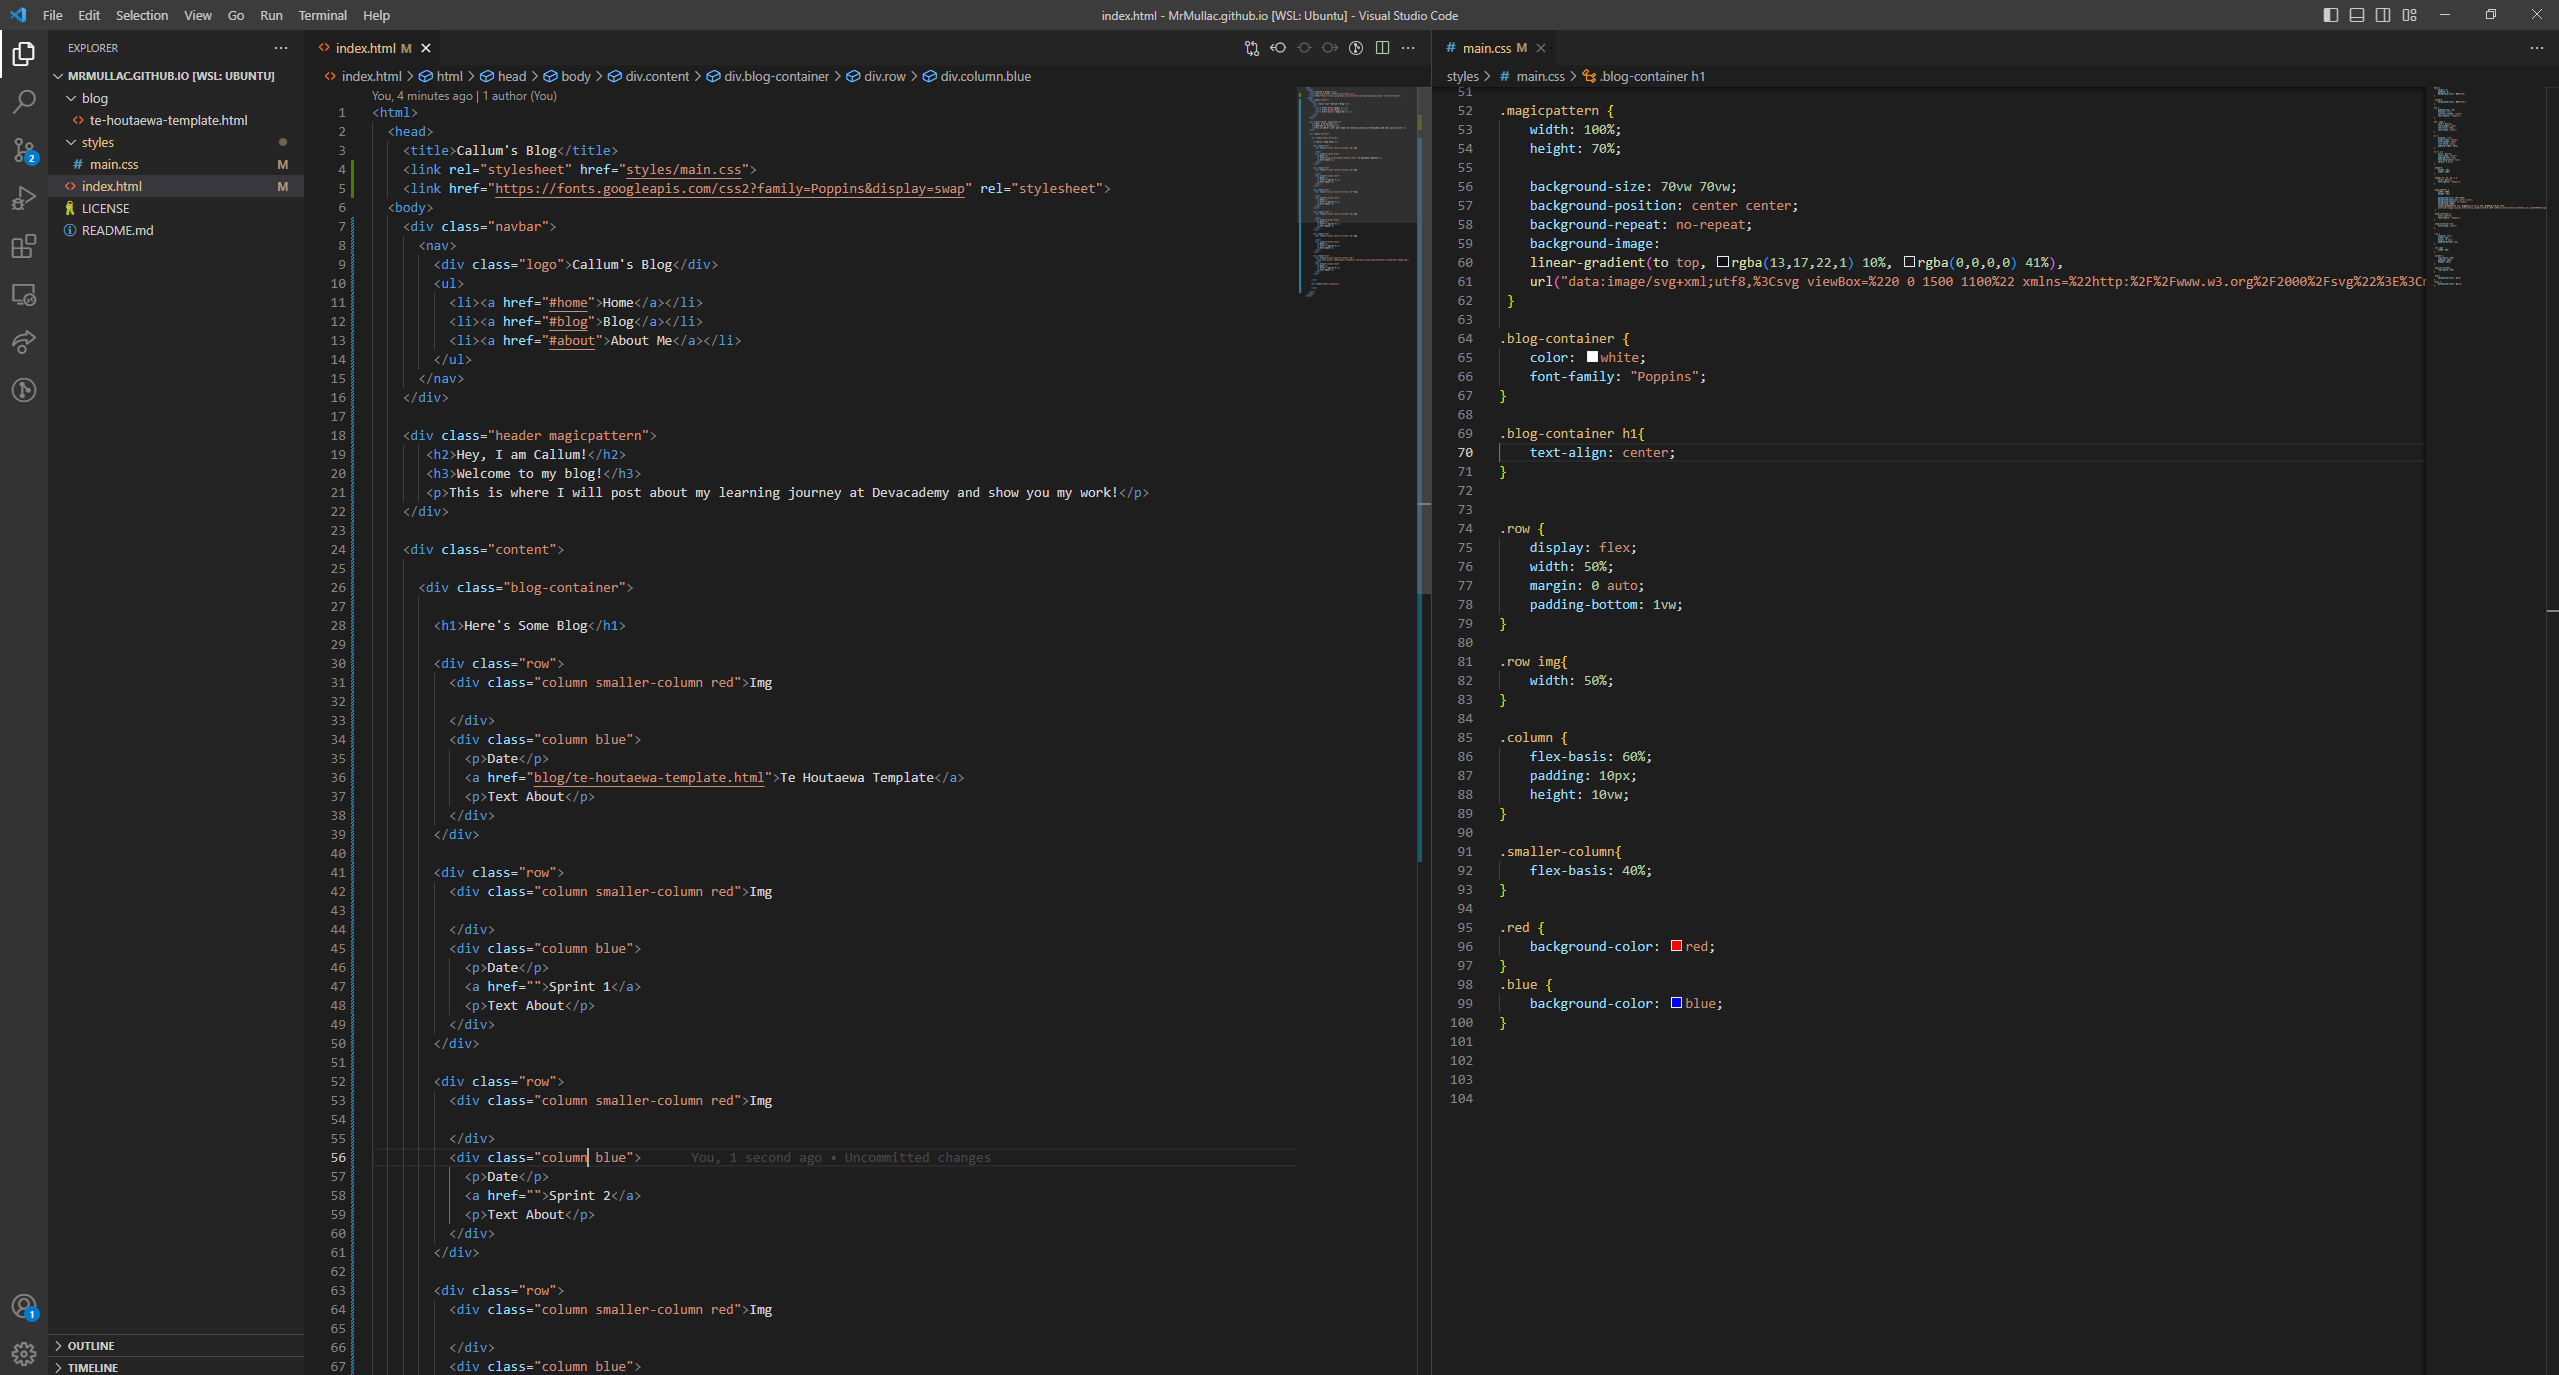 File Edit Selection View Go Run Terminal Help
index.html - MrMullac.github.io [WSL: Ubuntu] - Visual Studio Code
EXPLORER
MRMULLAC.GITHUB.IO [WSL: UBUNTU]
blog
te-houtaewa-template.html
styles
main.css M
index.html M
LICENSE
README.md
2
1
OUTLINE
TIMELINE
index.html M
index.html > html > head > body > div.content > div.blog-container > div.row > div.column.blue
You, 4 minutes ago | 1 author (You)
1 <html>
2 <head>
3 <title>Callum's Blog</title>
4 <link rel="stylesheet" href="styles/main.css">
5 <link href="https://fonts.googleapis.com/css2?family=Poppins&display=swap" rel="stylesheet">
6 <body>
7 <div class="navbar">
8 <nav>
9 <div class="logo">Callum's Blog</div>
10 <ul>
11 <li><a href="#home">Home</a></li>
12 <li><a href="#blog">Blog</a></li>
13 <li><a href="#about">About Me</a></li>
14 </ul>
15 </nav>
16 </div>
17
18 <div class="header magicpattern">
19 <h2>Hey, I am Callum!</h2>
20 <h3>Welcome to my blog!</h3>
21 <p>This is where I will post about my learning journey at Devacademy and show you my work!</p>
22 </div>
23
24 <div class="content">
25
26 <div class="blog-container">
27
28 <h1>Here's Some Blog</h1>
29
30 <div class="row">
31 <div class="column smaller-column red">Img
32
33 </div>
34 <div class="column blue">
35 <p>Date</p>
36 <a href="blog/te-houtaewa-template.html">Te Houtaewa Template</a>
37 <p>Text About</p>
38 </div>
39 </div>
40
41 <div class="row">
42 <div class="column smaller-column red">Img
43
44 </div>
45 <div class="column blue">
46 <p>Date</p>
47 <a href="">Sprint 1</a>
48 <p>Text About</p>
49 </div>
50 </div>
51
52 <div class="row">
53 <div class="column smaller-column red">Img
54
55 </div>
56 <div class="column blue"> You, 1 second ago • Uncommitted changes
57 <p>Date</p>
58 <a href="">Sprint 2</a>
59 <p>Text About</p>
60 </div>
61 </div>
62
63 <div class="row">
64 <div class="column smaller-column red">Img
65
66 </div>
67 <div class="column blue">
main.css M
styles > main.css > .blog-container h1
51
52 .magicpattern {
53 width: 100%;
54 height: 70%;
55
56 background-size: 70vw 70vw;
57 background-position: center center;
58 background-repeat: no-repeat;
59 background-image:
60 linear-gradient(to top, rgba(13,17,22,1) 10%, rgba(0,0,0,0) 41%),
61 url("data:image/svg+xml;utf8,%3Csvg viewBox=%220 0 1500 1100%22 xmlns=%22http:%2F%2Fwww.w3.org%2F2000%2Fsvg%22%3E%3C
62 }
63
64 .blog-container {
65 color: white;
66 font-family: "Poppins";
67 }
68
69 .blog-container h1{
70 text-align: center;
71 }
72
73
74 .row {
75 display: flex;
76 width: 50%;
77 margin: 0 auto;
78 padding-bottom: 1vw;
79 }
80
81 .row img{
82 width: 50%;
83 }
84
85 .column {
86 flex-basis: 60%;
87 padding: 10px;
88 height: 10vw;
89 }
90
91 .smaller-column{
92 flex-basis: 40%;
93 }
94
95 .red {
96 background-color: red;
97 }
98 .blue {
99 background-color: blue;
100 }
101
102
103
104